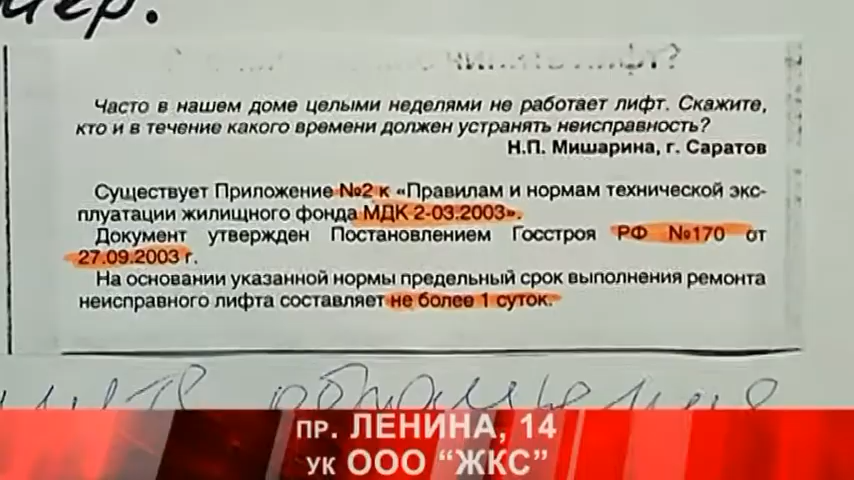 Часто в нашем доме целыми неделями не работает лифт. Скажите,
кто и в течение какого времени должен устранять неисправность?
Н.П. Мишарина, г. Саратов
Существует Приложение №2 к «Правилам и нормам технической экс-
плуатации жилищного фонда МДК 2-03.2003».
Документ утвержден Постановлением Госстроя РФ №170 от
27.09.2003 г.
На основании указанной нормы предельный срок выполнения ремонта
неисправного лифта составляет не более 1 суток.
ПР. ЛЕНИНА, 14
УК ООО “ЖКС”